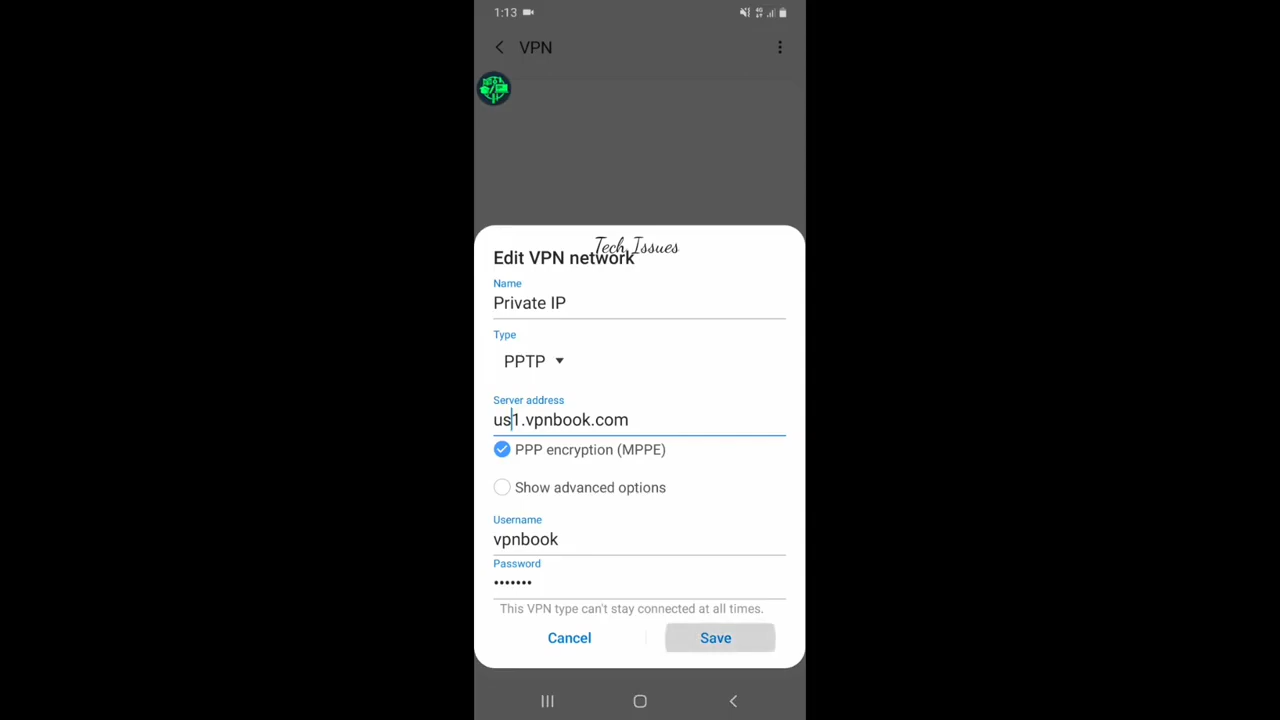 1:13
VPN
Tech Issues
Edit VPN network
Name
Private IP
Type
PPTP
Server address
us1.vpnbook.com
PPP encryption (MPPE)
Show advanced options
Username
vpnbook
Password
•••••••
This VPN type can't stay connected at all times.
Cancel
Save